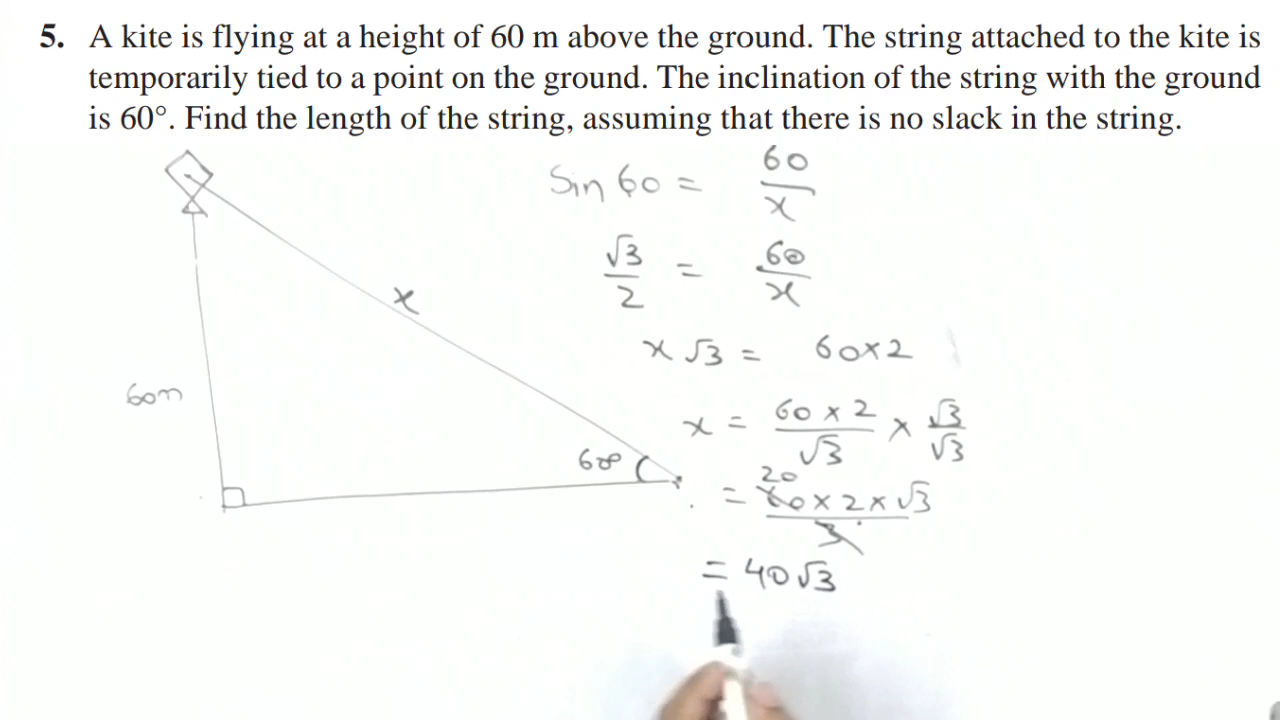 5. A kite is flying at a height of 60 m above the ground. The string attached to the kite is
temporarily tied to a point on the ground. The inclination of the string with the ground
is 60°. Find the length of the string, assuming that there is no slack in the string.
Sin 60 = 60/x
√3/2 = 60/x
x
x √3 = 60×2
60m
x = 60 × 2/√3 × √3/√3
60°
20
= 60 × 2 × √3/3
= 40√3